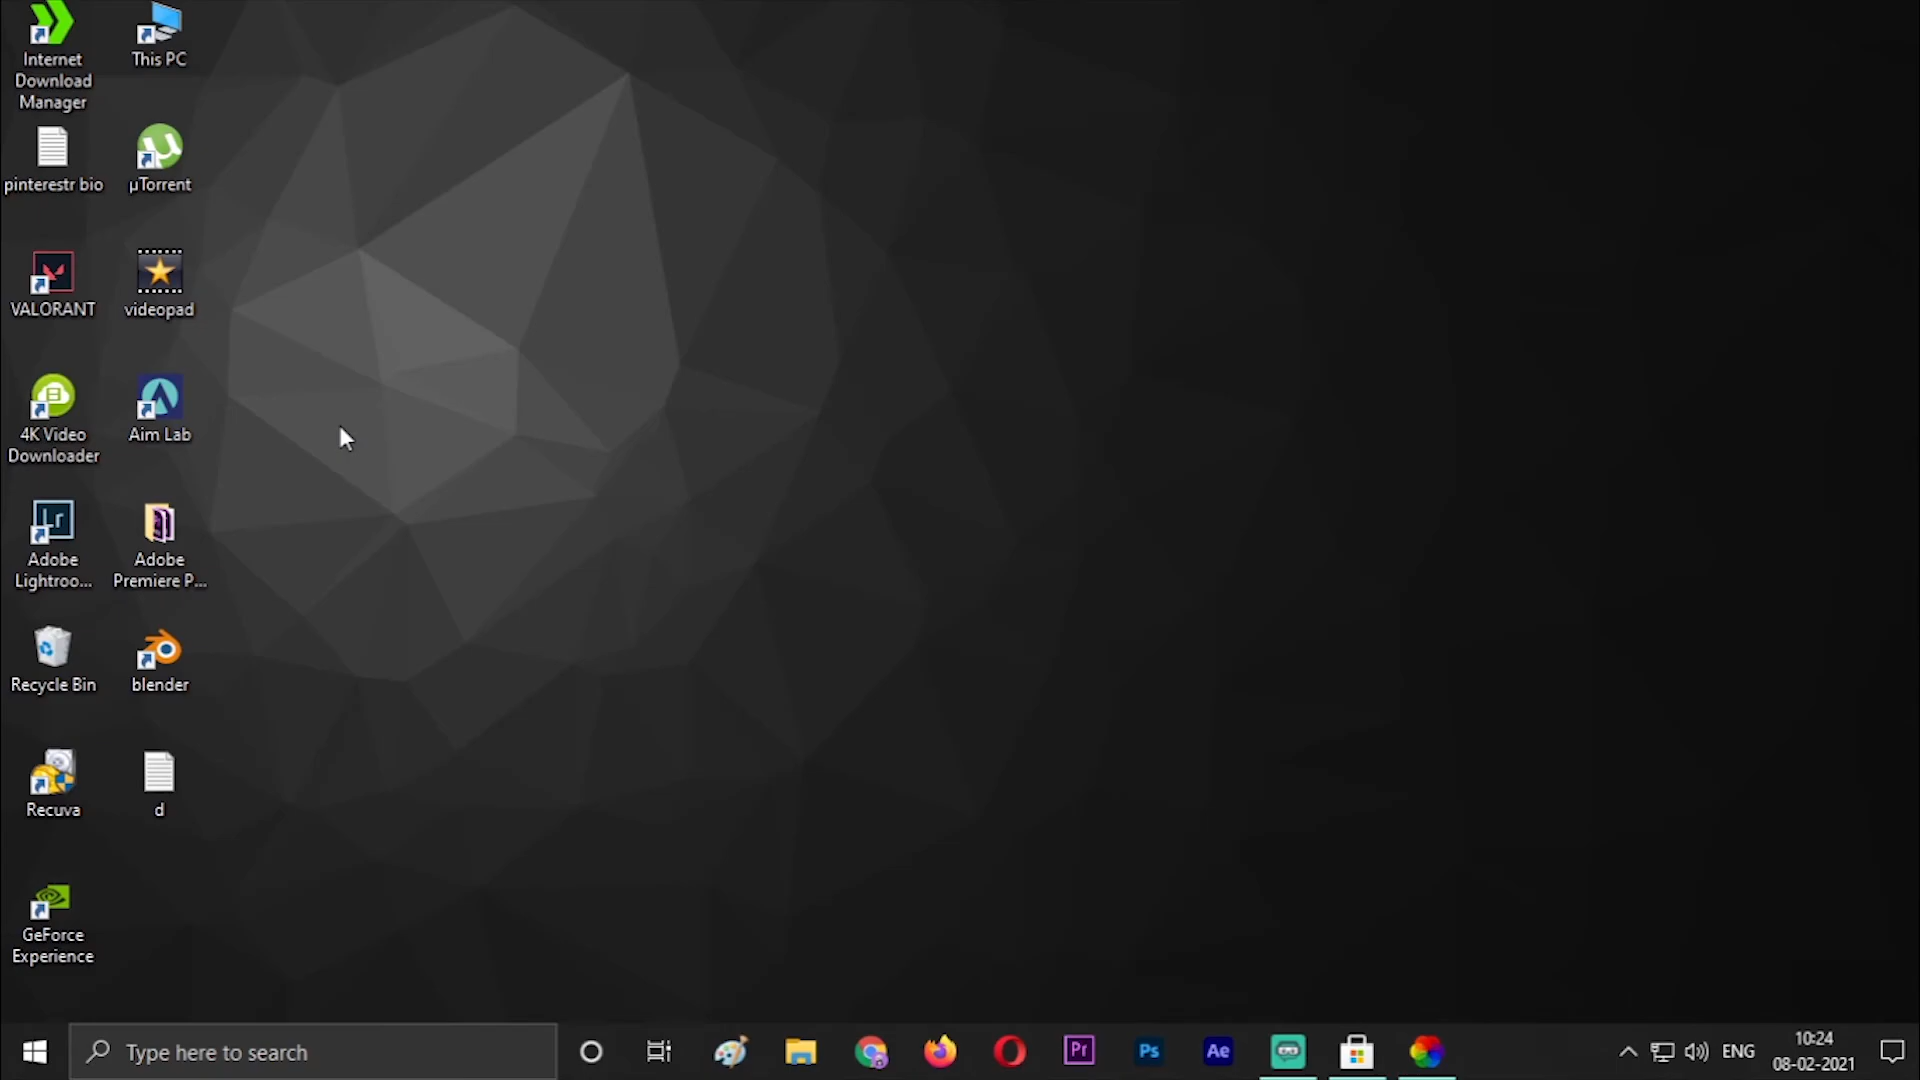 Internet
Download
Manager
This PC
pinterestr bio
µTorrent
VALORANT
videopad
4K Video
Downloader
Aim Lab
Lr
Adobe
Lightroo...
Adobe
Premiere P...
Recycle Bin
blender
Recuva
d
GeForce
Experience
Type here to search
Pr
Ps
Ae
ENG
10:24
08-02-2021